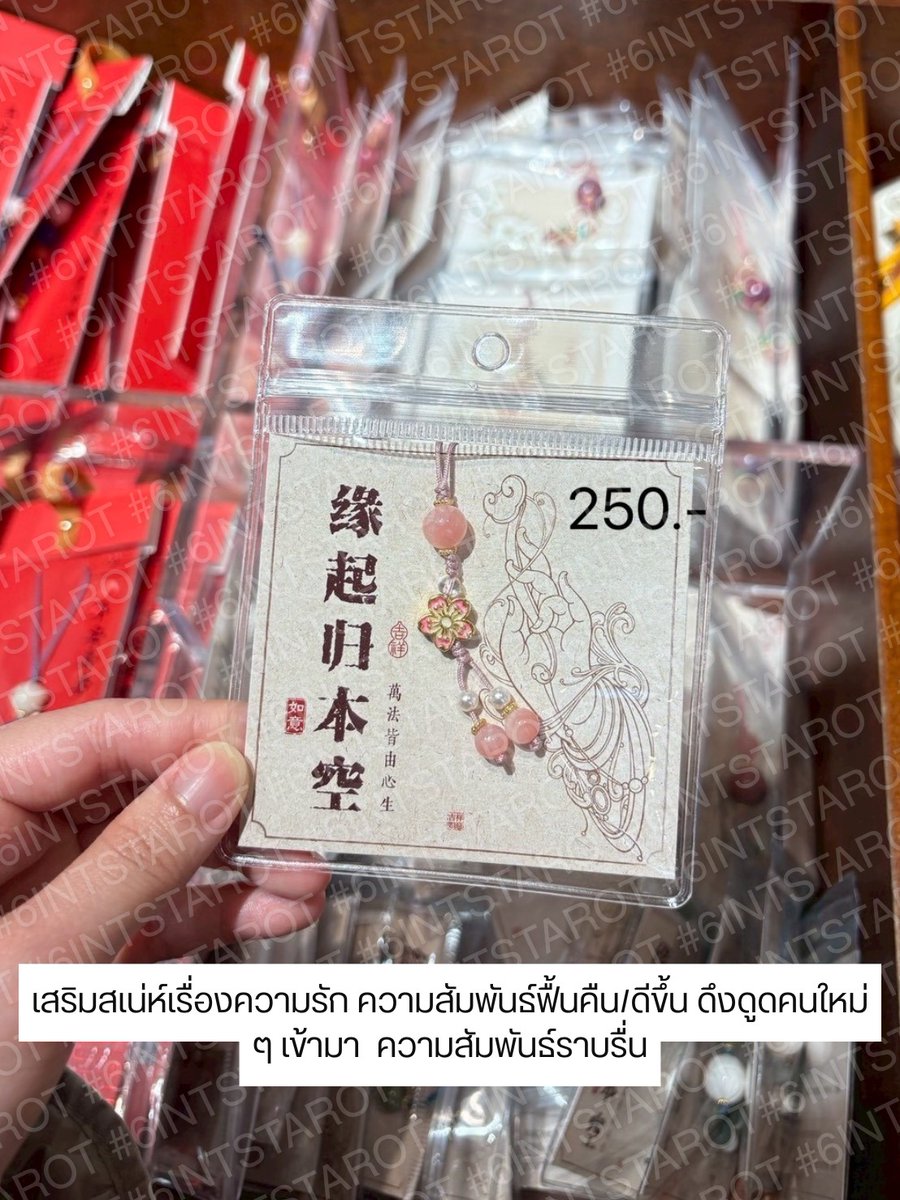 #6INTSTAROT
250.-
缘起归本空
吉祥
如意
萬法皆由心生
เสริมสเน่ห์เรื่องความรัก ความสัมพันธ์ฟื้นคืน/ดีขึ้น ดึงดูดคนใหม่
ๆ เข้ามา ความสัมพันธ์ราบรื่น